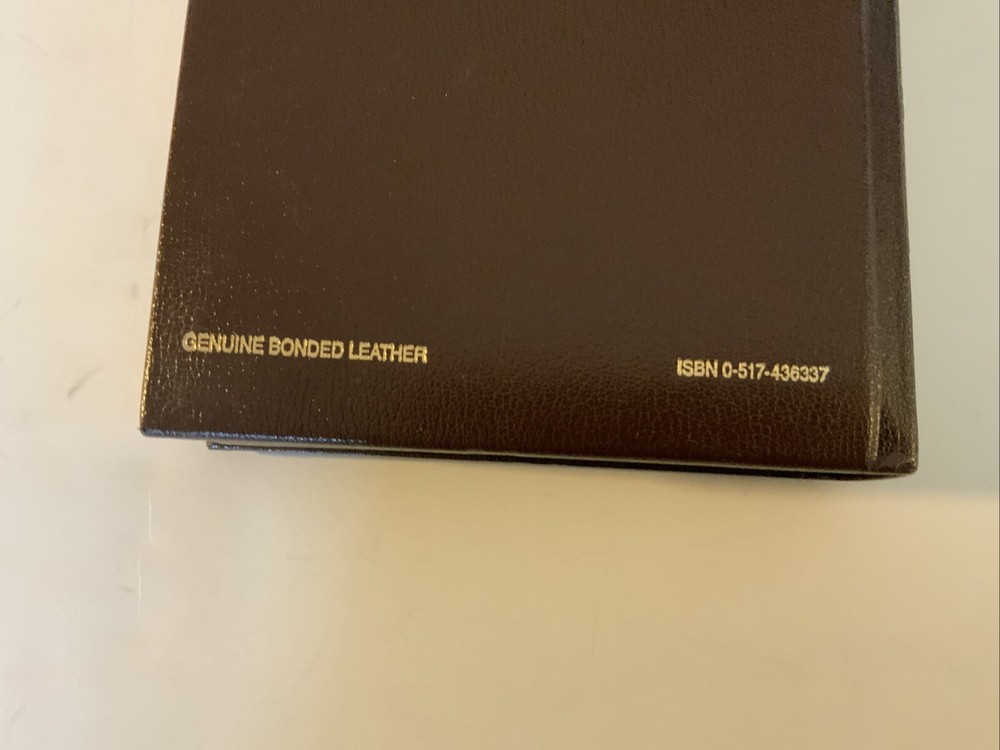 GENUINE BONDED LEATHER
ISBN 0-517-436337